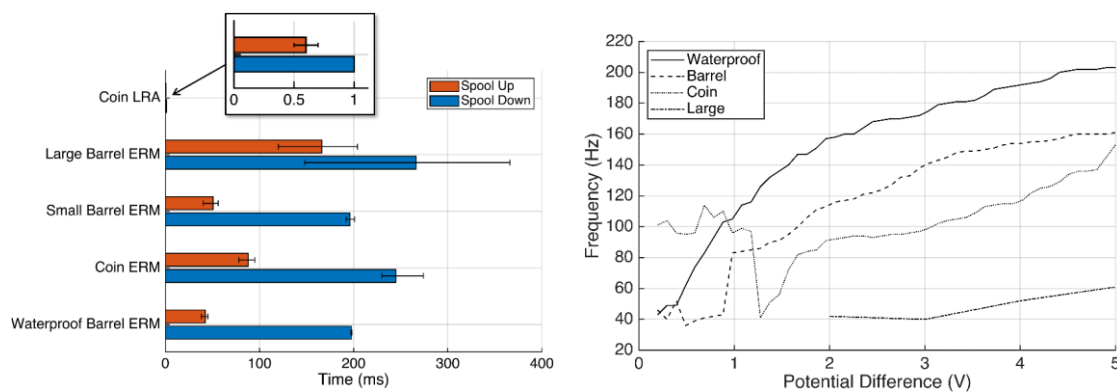 0 0.5 1
Spool Up
Spool Down
Coin LRA
Large Barrel ERM
Small Barrel ERM
Coin ERM
Waterproof Barrel ERM
0 100 200 300 400
Time (ms)
220
200
180
160
140
120
100
80
60
40
20
Frequency (Hz)
Waterproof
Barrel
Coin
Large
0 1 2 3 4 5
Potential Difference (V)